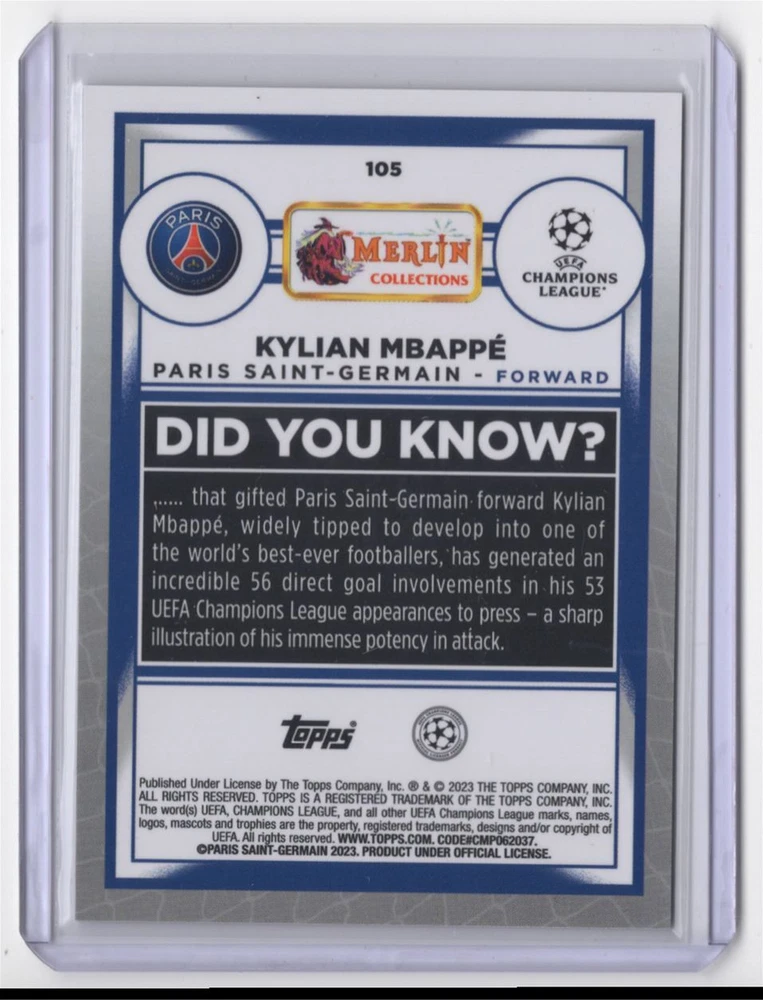 105
PARIS
SAINT-GERMAIN
MERLIN
COLLECTIONS
UEFA
CHAMPIONS
LEAGUE®
KYLIAN MBAPPÉ
PARIS SAINT-GERMAIN - FORWARD
DID YOU KNOW?
..... that gifted Paris Saint-Germain forward Kylian
Mbappé, widely tipped to develop into one of
the world's best-ever footballers, has generated an
incredible 56 direct goal involvements in his 53
UEFA Champions League appearances to press – a sharp
illustration of his immense potency in attack.
topps®
Published Under License by The Topps Company, Inc. ® & © 2023 THE TOPPS COMPANY, INC.
ALL RIGHTS RESERVED. TOPPS IS A REGISTERED TRADEMARK OF THE TOPPS COMPANY, INC.
The word(s) UEFA, CHAMPIONS LEAGUE, and all other UEFA Champions League marks, names,
logos, mascots and trophies are the property, registered trademarks, designs and/or copyright of
UEFA. All rights reserved. WWW.TOPPS.COM. CODE#CMP062037.
©PARIS SAINT-GERMAIN 2023. PRODUCT UNDER OFFICIAL LICENSE.